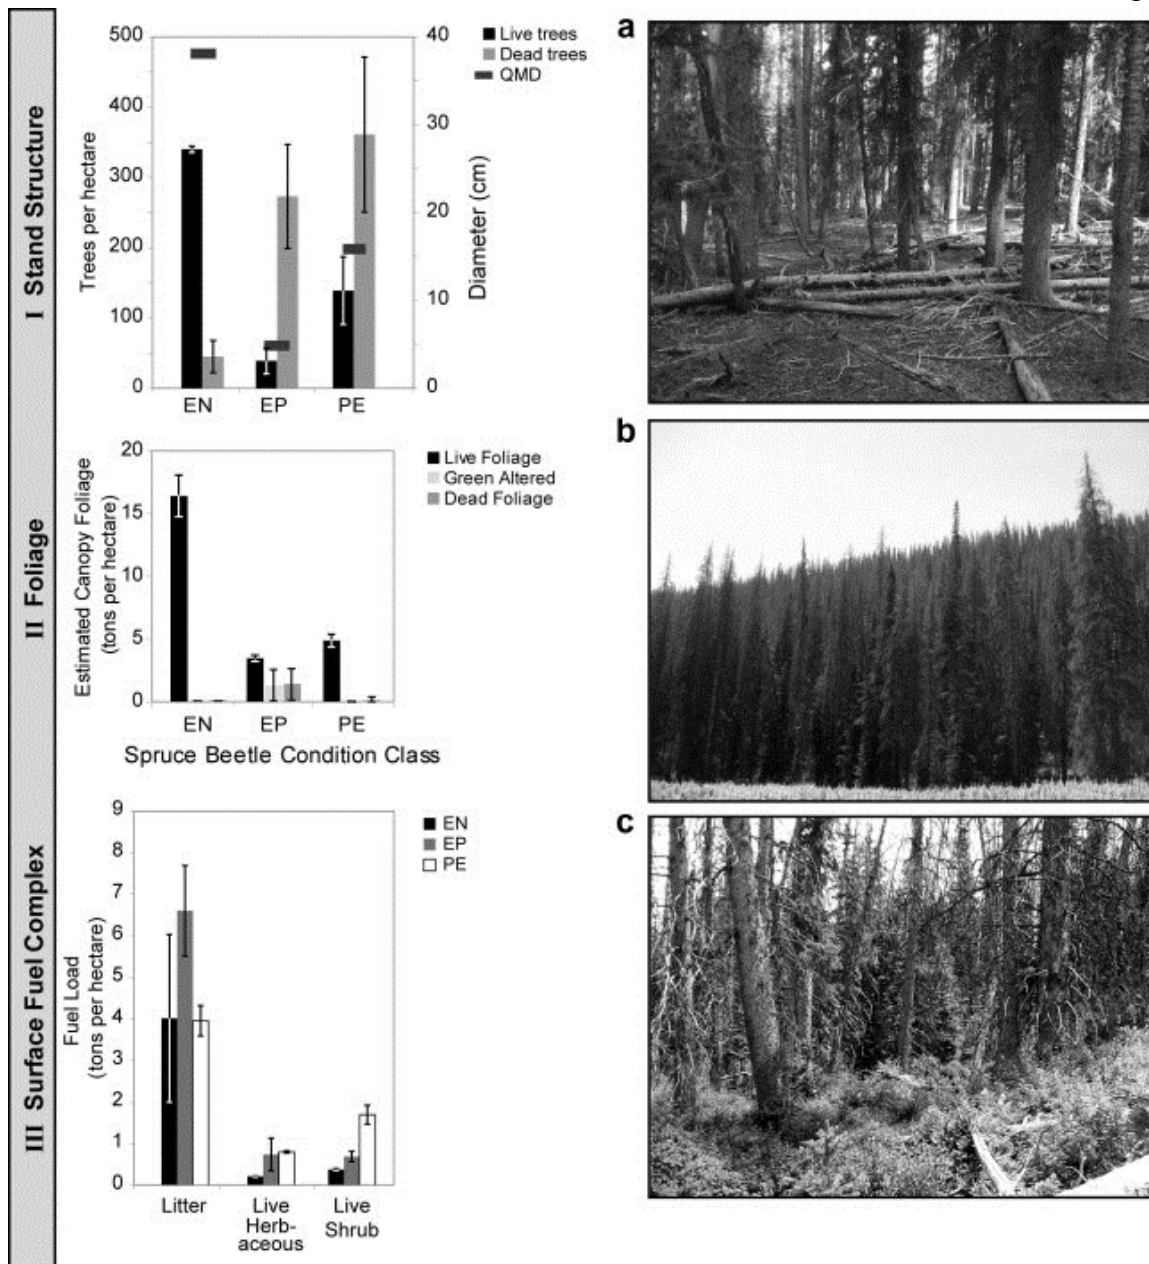 I Stand Structure
500
400
300
200
100
0
Trees per hectare
40
30
20
10
0
Diameter (cm)
Live trees
Dead trees
QMD
EN EP PE
a
II Foliage
20
15
10
5
0
Estimated Canopy Foliage
(tons per hectare)
Live Foliage
Green Altered
Dead Foliage
EN EP PE
Spruce Beetle Condition Class
b
III Surface Fuel Complex
9
8
7
6
5
4
3
2
1
0
Fuel Load
(tons per hectare)
EN
EP
PE
Litter
Live
Herb-
aceous
Live
Shrub
c